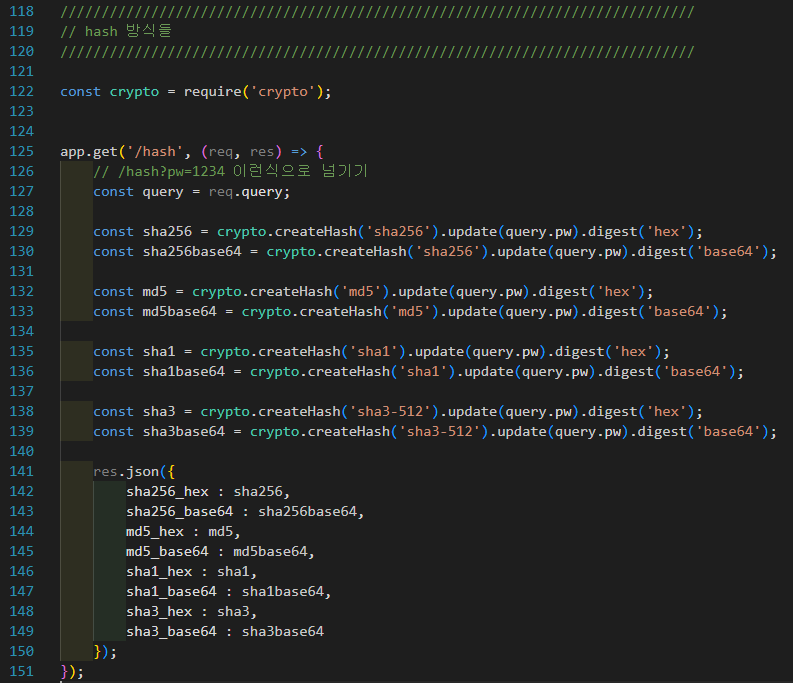 118 /////////////////////////////////////////////////////////////////////////////
119 // hash 방식들
120 /////////////////////////////////////////////////////////////////////////////
121
122 const crypto = require('crypto');
123
124
125 app.get('/hash', (req, res) => {
126     // /hash?pw=1234 이런식으로 넘기기
127     const query = req.query;
128
129     const sha256 = crypto.createHash('sha256').update(query.pw).digest('hex');
130     const sha256base64 = crypto.createHash('sha256').update(query.pw).digest('base64');
131
132     const md5 = crypto.createHash('md5').update(query.pw).digest('hex');
133     const md5base64 = crypto.createHash('md5').update(query.pw).digest('base64');
134
135     const sha1 = crypto.createHash('sha1').update(query.pw).digest('hex');
136     const sha1base64 = crypto.createHash('sha1').update(query.pw).digest('base64');
137
138     const sha3 = crypto.createHash('sha3-512').update(query.pw).digest('hex');
139     const sha3base64 = crypto.createHash('sha3-512').update(query.pw).digest('base64');
140
141     res.json({
142         sha256_hex : sha256,
143         sha256_base64 : sha256base64,
144         md5_hex : md5,
145         md5_base64 : md5base64,
146         sha1_hex : sha1,
147         sha1_base64 : sha1base64,
148         sha3_hex : sha3,
149         sha3_base64 : sha3base64
150     });
151 });